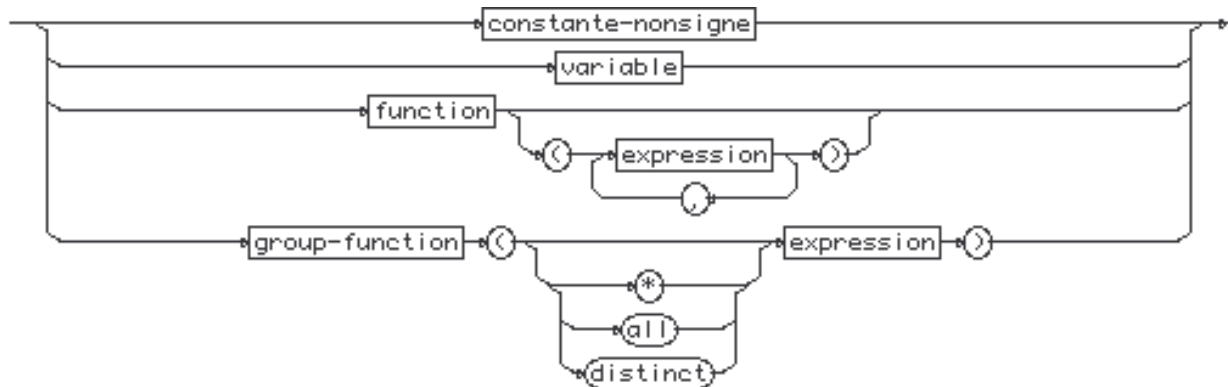 constante-nonsigne
variable
function
( expression )
,
group-function ( expression )
*
all
distinct